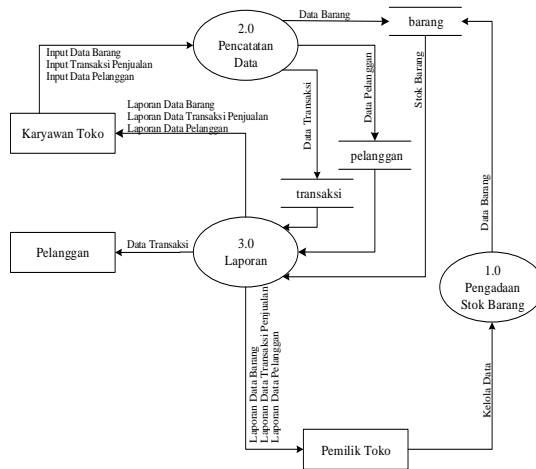 2.0
Pencatatan
Data
Data Barang
barang
Input Data Barang
Input Transaksi Penjualan
Input Data Pelanggan
Data Transaksi
Data Pelanggan
Stok Barang
Karyawan Toko
Laporan Data Barang
Laporan Data Transaksi Penjualan
Laporan Data Pelanggan
pelanggan
transaksi
Data Barang
Pelanggan
Data Transaksi
3.0
Laporan
1.0
Pengadaan
Stok Barang
Laporan Data Barang
Laporan Data Transaksi Penjualan
Laporan Data Pelanggan
Kelola Data
Pemilik Toko